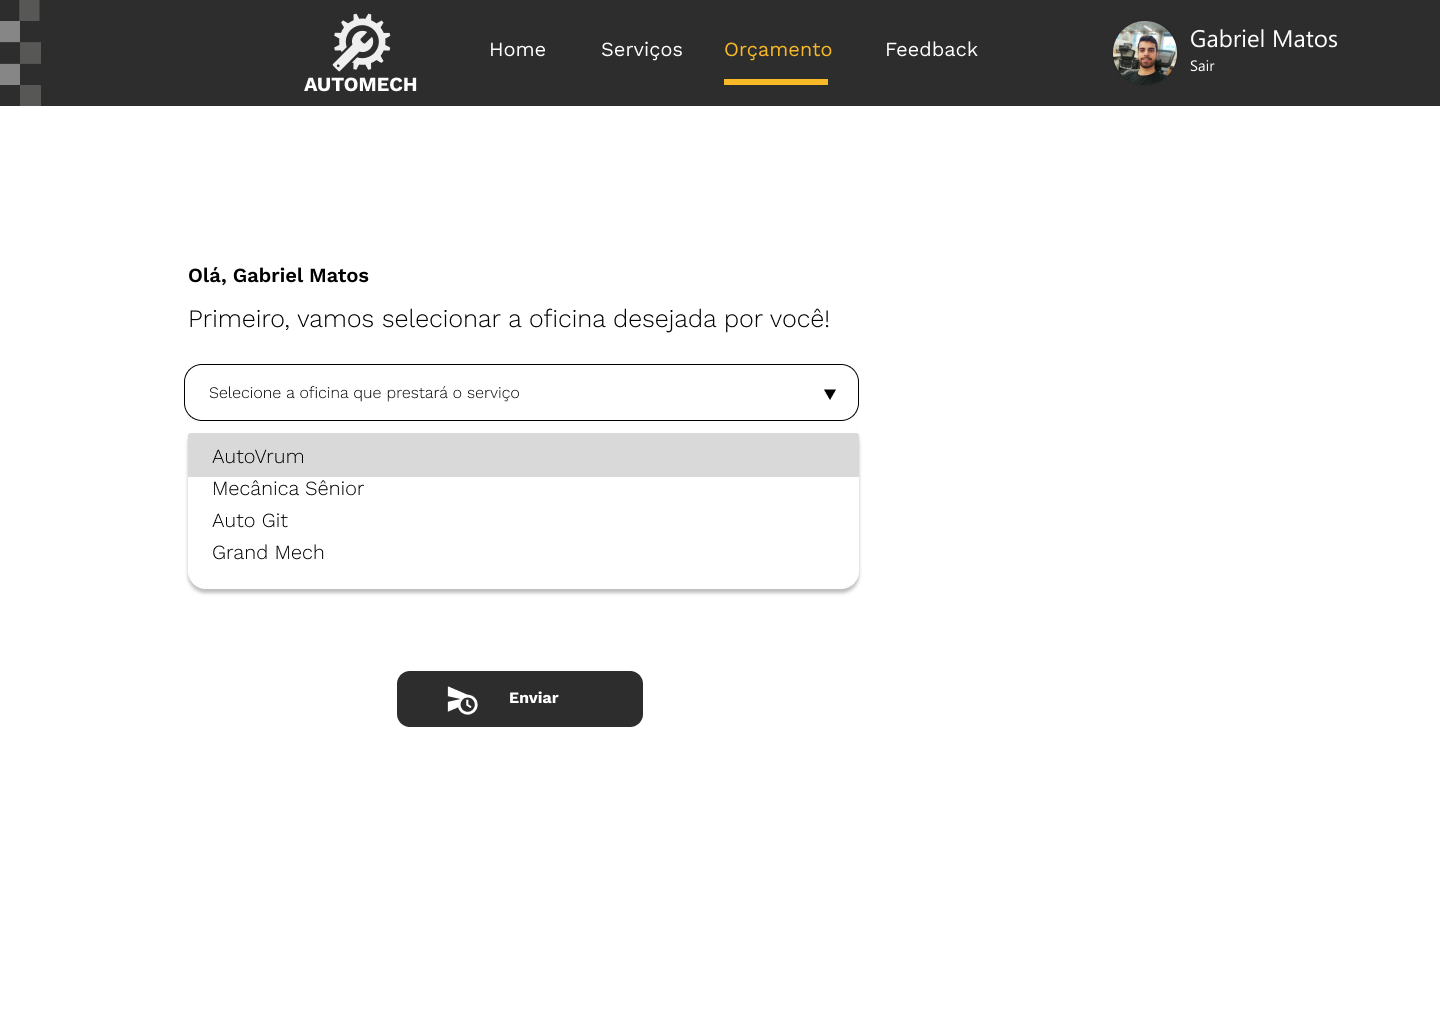 AUTOMECH
Home
Serviços
Orçamento
Feedback
Gabriel Matos
Sair
Olá, Gabriel Matos
Primeiro, vamos selecionar a oficina desejada por você!
Selecione a oficina que prestará o serviço
AutoVrum
Mecânica Sênior
Auto Git
Grand Mech
Enviar